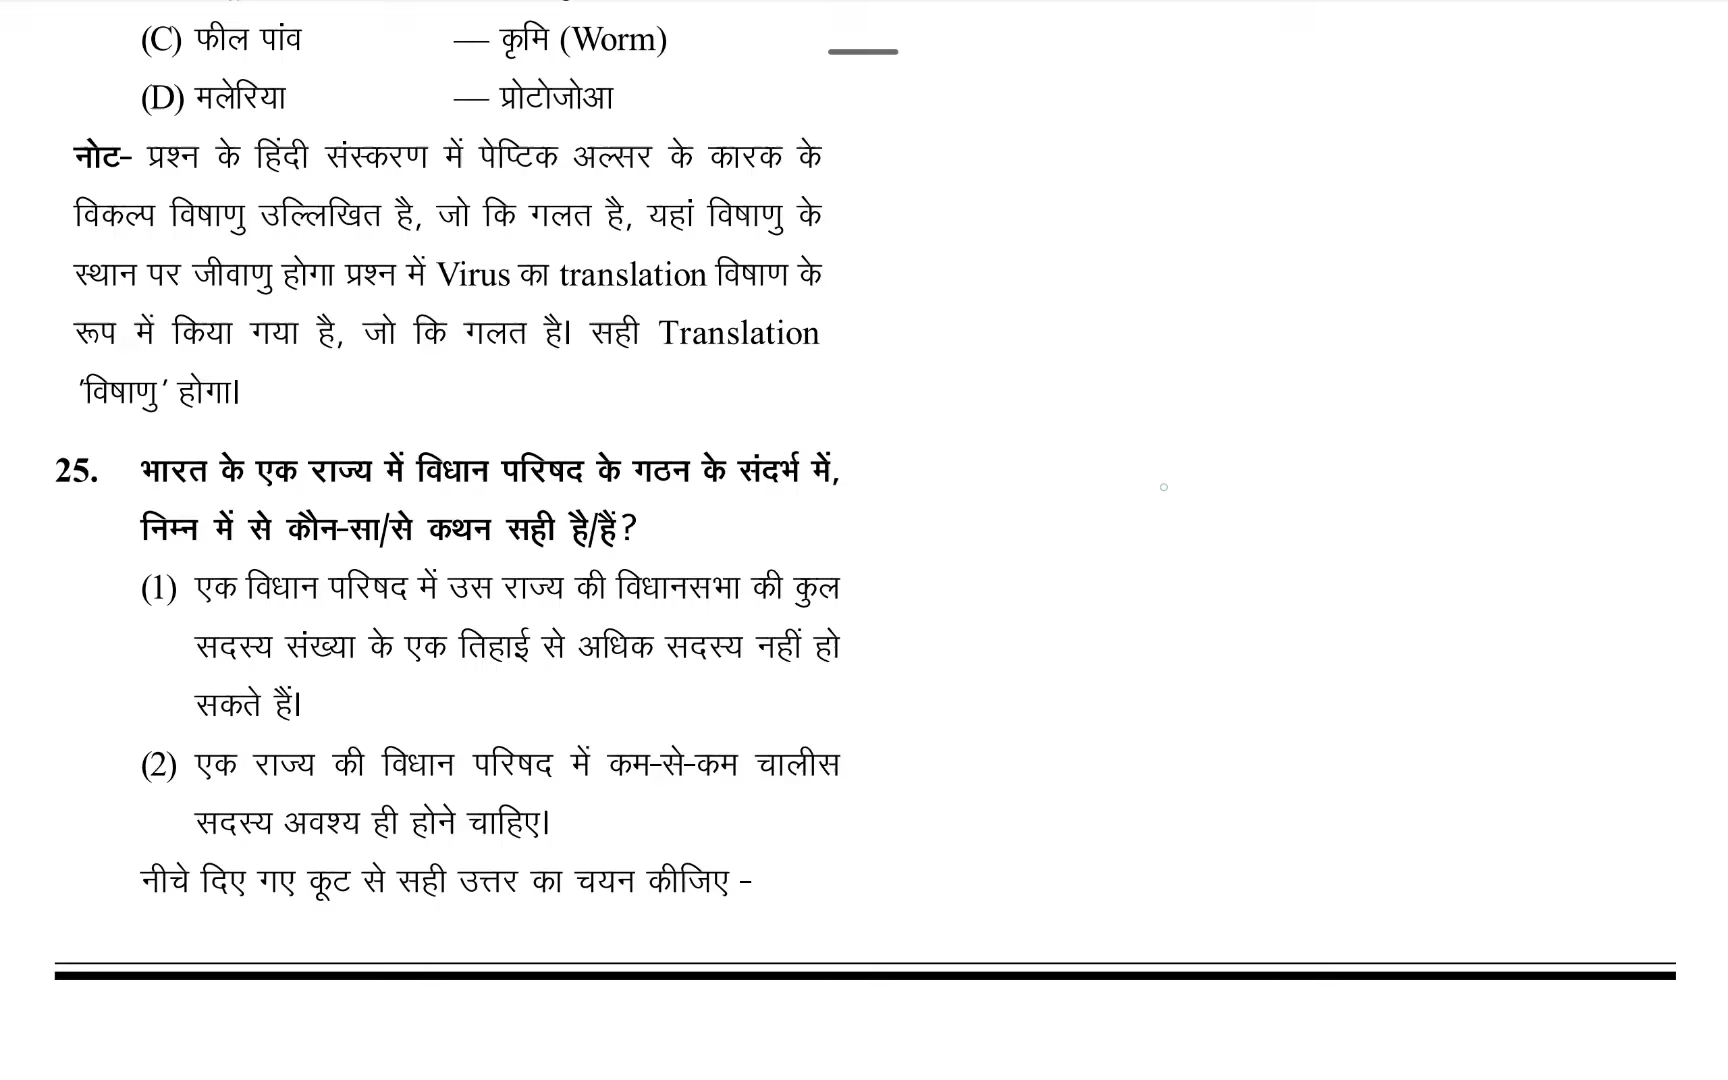 (C) फील पांव — कृमि (Worm)
(D) मलेरिया — प्रोटोजोआ
नोट- प्रश्न के हिंदी संस्करण में पेप्टिक अल्सर के कारक के
विकल्प विषाणु उल्लिखित है, जो कि गलत है, यहां विषाणु के
स्थान पर जीवाणु होगा प्रश्न में Virus का translation विषाण के
रूप में किया गया है, जो कि गलत है। सही Translation
'विषाणु' होगा।
25. भारत के एक राज्य में विधान परिषद के गठन के संदर्भ में,
निम्न में से कौन-सा/से कथन सही है/हैं?
(1) एक विधान परिषद में उस राज्य की विधानसभा की कुल
सदस्य संख्या के एक तिहाई से अधिक सदस्य नहीं हो
सकते हैं।
(2) एक राज्य की विधान परिषद में कम-से-कम चालीस
सदस्य अवश्य ही होने चाहिए।
नीचे दिए गए कूट से सही उत्तर का चयन कीजिए -